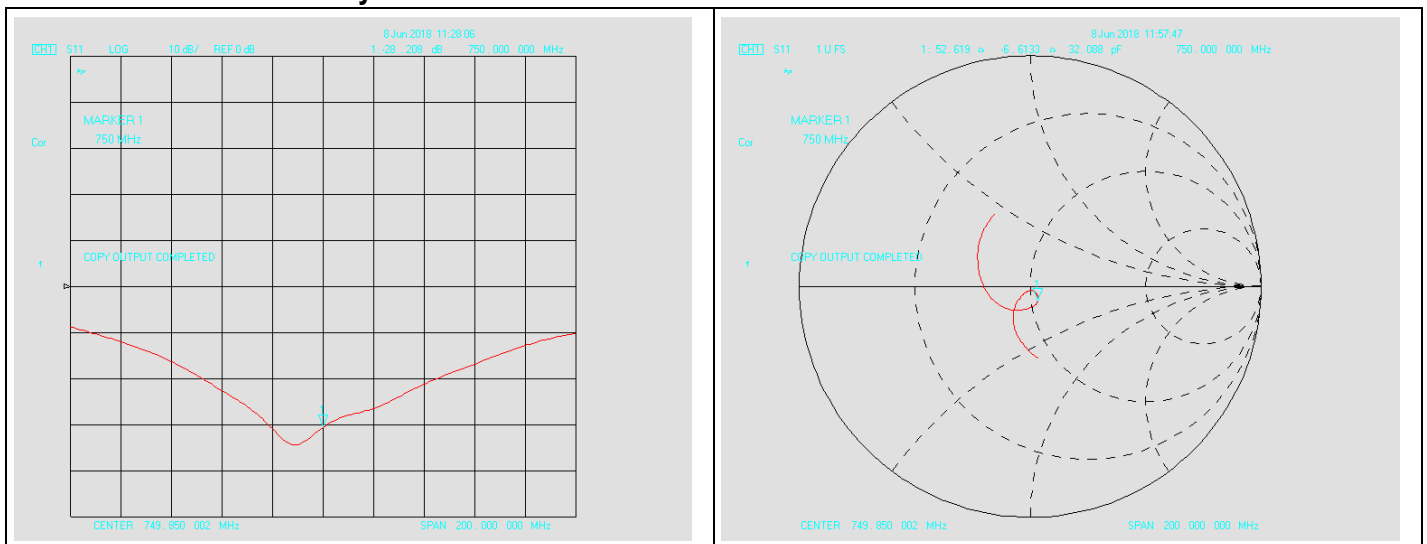 8 Jun 2018 11:28:06
CH1 S11 LOG 10 dB/ REF 0 dB 1:-28.208 dB 750.000 000 MHz
MARKER 1
Cor 750 MHz
COPY OUTPUT COMPLETED
↑
1
CENTER 749.850 002 MHz SPAN 200.000 000 MHz
8 Jun 2018 11:57:47
CH1 S11 1 U FS 1: 52.619 Ω -6.6133 Ω 32.088 pF 750.000 000 MHz
MARKER 1
Cor 750 MHz
COPY OUTPUT COMPLETED
↑
1
CENTER 749.850 002 MHz SPAN 200.000 000 MHz